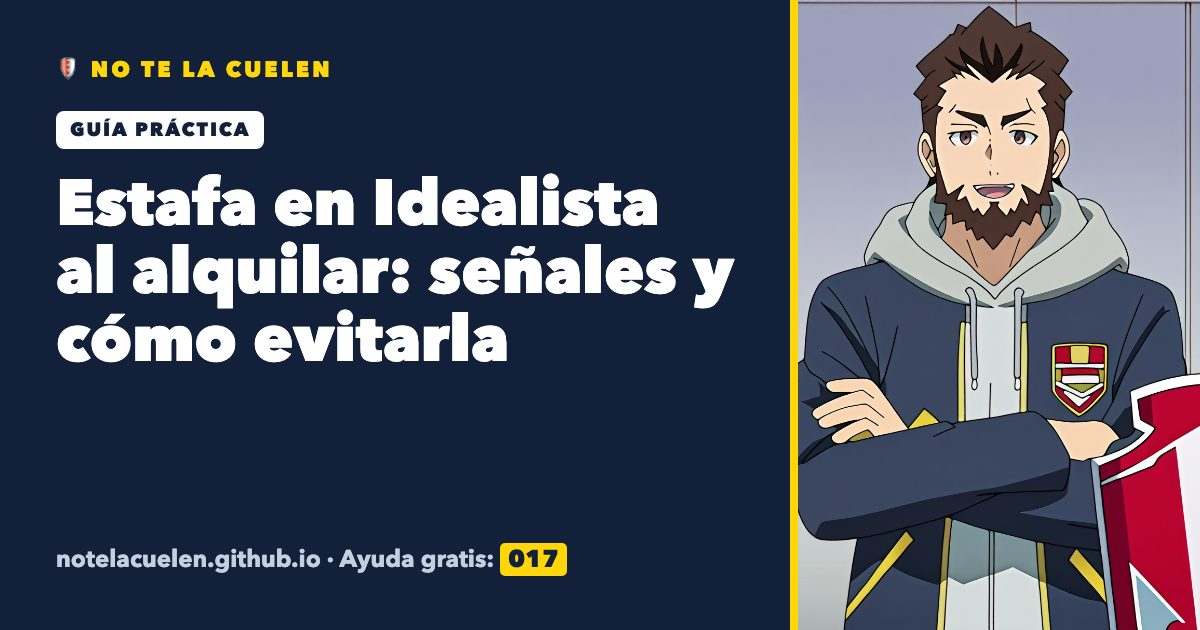 NO TE LA CUELEN
GUÍA PRÁCTICA
Estafa en Idealista
al alquilar: señales y
cómo evitarla
notelacuelen.github.io · Ayuda gratis: 017